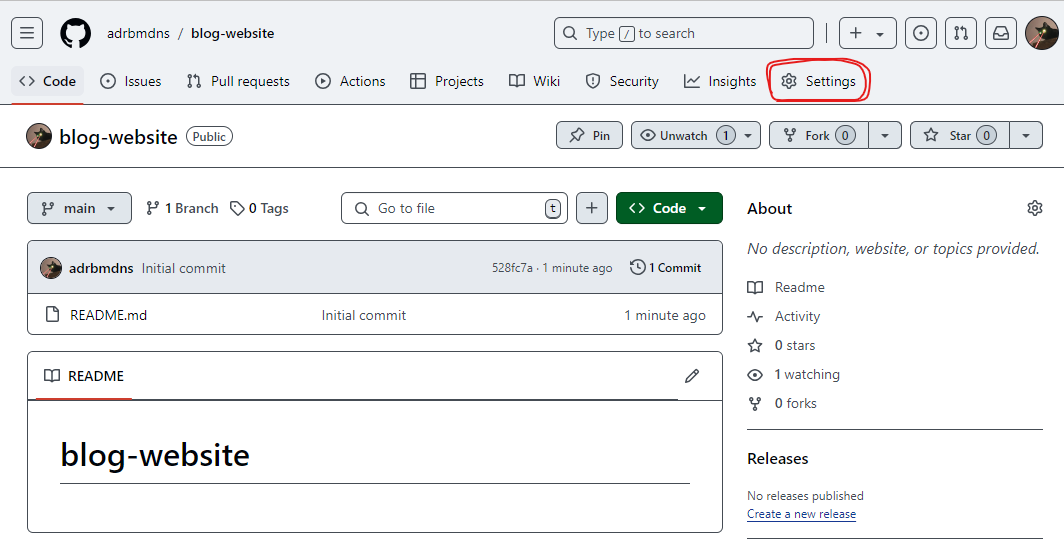 adrbmdns / blog-website
Type / to search
Code Issues Pull requests Actions Projects Wiki Security Insights Settings
blog-website Public
Pin Unwatch 1 Fork 0 Star 0
main 1 Branch 0 Tags
Go to file t
Code
adrbmdns Initial commit 528fc7a · 1 minute ago 1 Commit
README.md Initial commit 1 minute ago
README
blog-website
About
No description, website, or topics provided.
Readme
Activity
0 stars
1 watching
0 forks
Releases
No releases published
Create a new release